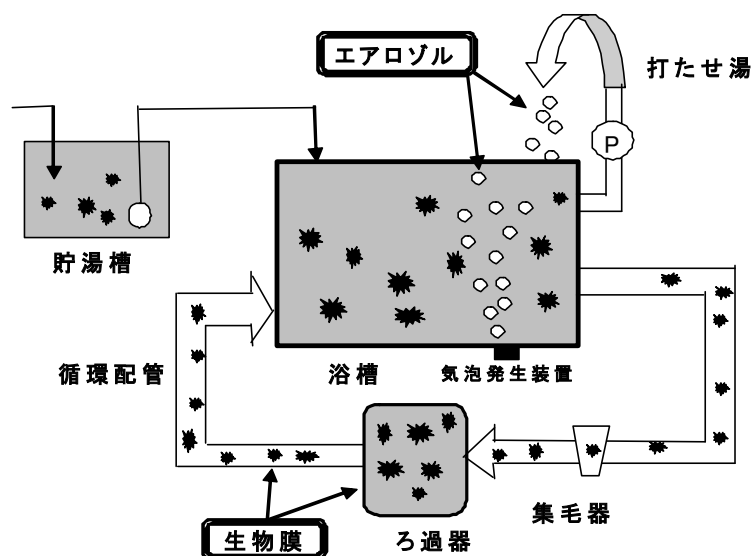 エアロゾル
打たせ湯
P
貯湯槽
循環配管
浴槽
気泡発生装置
集毛器
生物膜
ろ過器